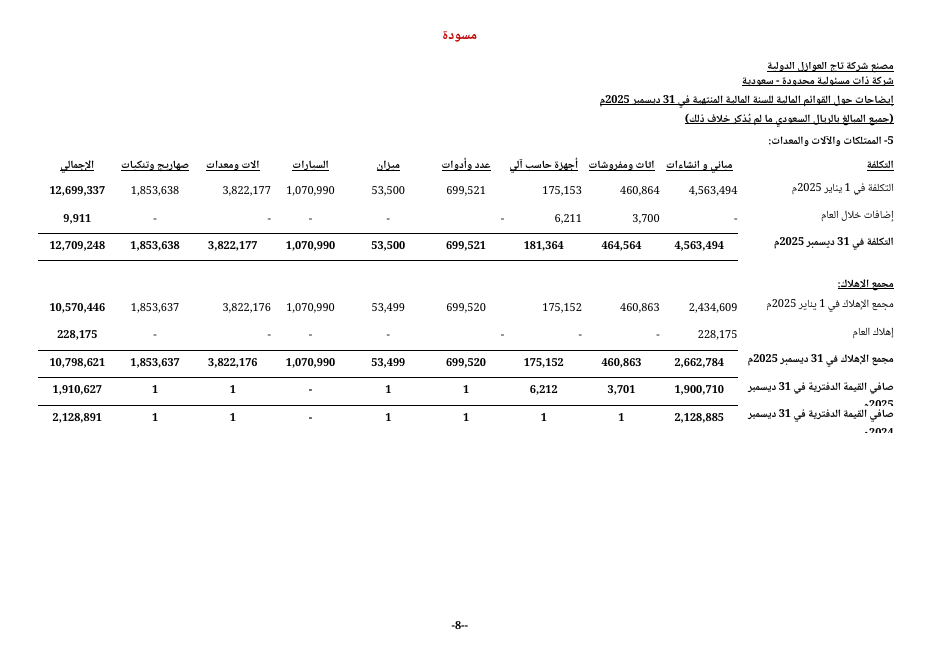 مسودة
مصنع شركة تاج العوازل الدولية
شركة ذات مسئولية محدودة - سعودية
إيضاحات حول القوائم المالية للسنة المالية المنتهية في 31 ديسمبر 2025م
(جميع المبالغ بالريال السعودي ما لم يُذكر خلاف ذلك)
5- الممتلكات والآلات والمعدات:
التكلفة مباني و انشاءات اثاث ومفروشات أجهزة حاسب آلي عدد وأدوات ميزان السيارات الات ومعدات صهاريج وتنكيات الإجمالي
التكلفة في 1 يناير 2025م 4,563,494 460,864 175,153 699,521 53,500 1,070,990 3,822,177 1,853,638 12,699,337
إضافات خلال العام - 3,700 6,211 - - - - - 9,911
التكلفة في 31 ديسمبر 2025م 4,563,494 464,564 181,364 699,521 53,500 1,070,990 3,822,177 1,853,638 12,709,248
مجمع الإهلاك:
مجمع الإهلاك في 1 يناير 2025م 2,434,609 460,863 175,152 699,520 53,499 1,070,990 3,822,176 1,853,637 10,570,446
إهلاك العام 228,175 - - - - - - - 228,175
مجمع الإهلاك في 31 ديسمبر 2025م 2,662,784 460,863 175,152 699,520 53,499 1,070,990 3,822,176 1,853,637 10,798,621
صافي القيمة الدفترية في 31 ديسمبر 2025م 1,900,710 3,701 6,212 1 1 - 1 1 1,910,627
صافي القيمة الدفترية في 31 ديسمبر 2024م 2,128,885 1 1 1 1 - 1 1 2,128,891
-8--